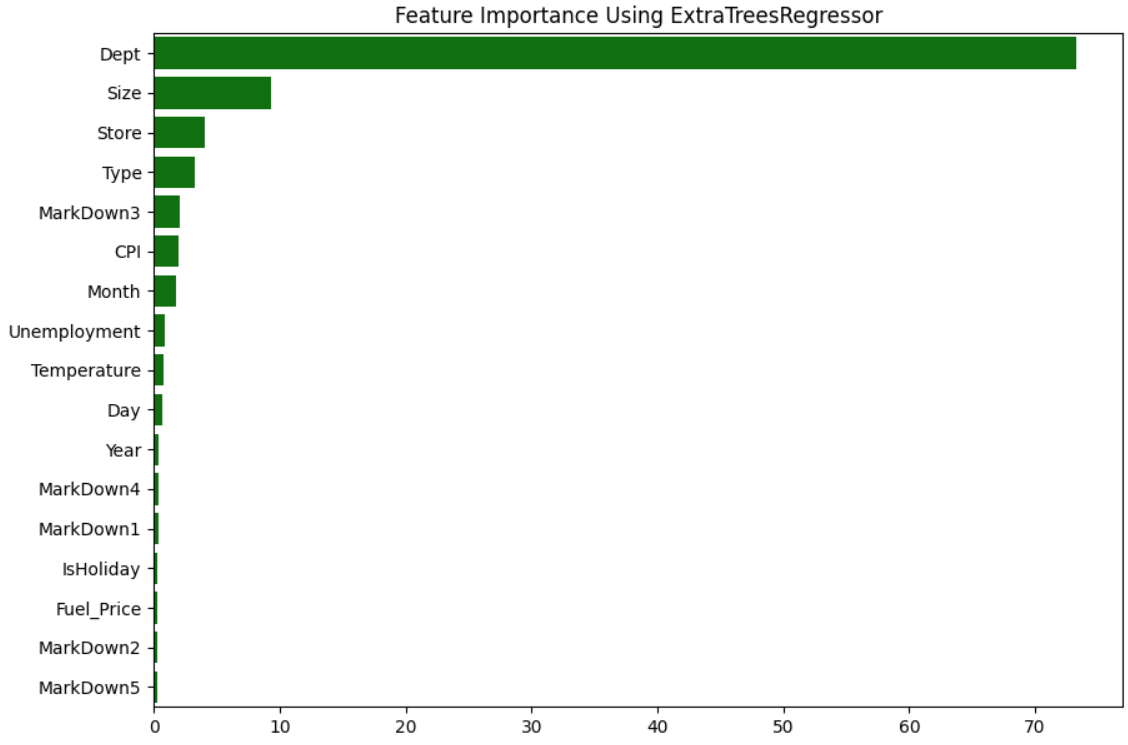 Feature Importance Using ExtraTreesRegressor
Dept
Size
Store
Type
MarkDown3
CPI
Month
Unemployment
Temperature
Day
Year
MarkDown4
MarkDown1
IsHoliday
Fuel_Price
MarkDown2
MarkDown5
0 10 20 30 40 50 60 70